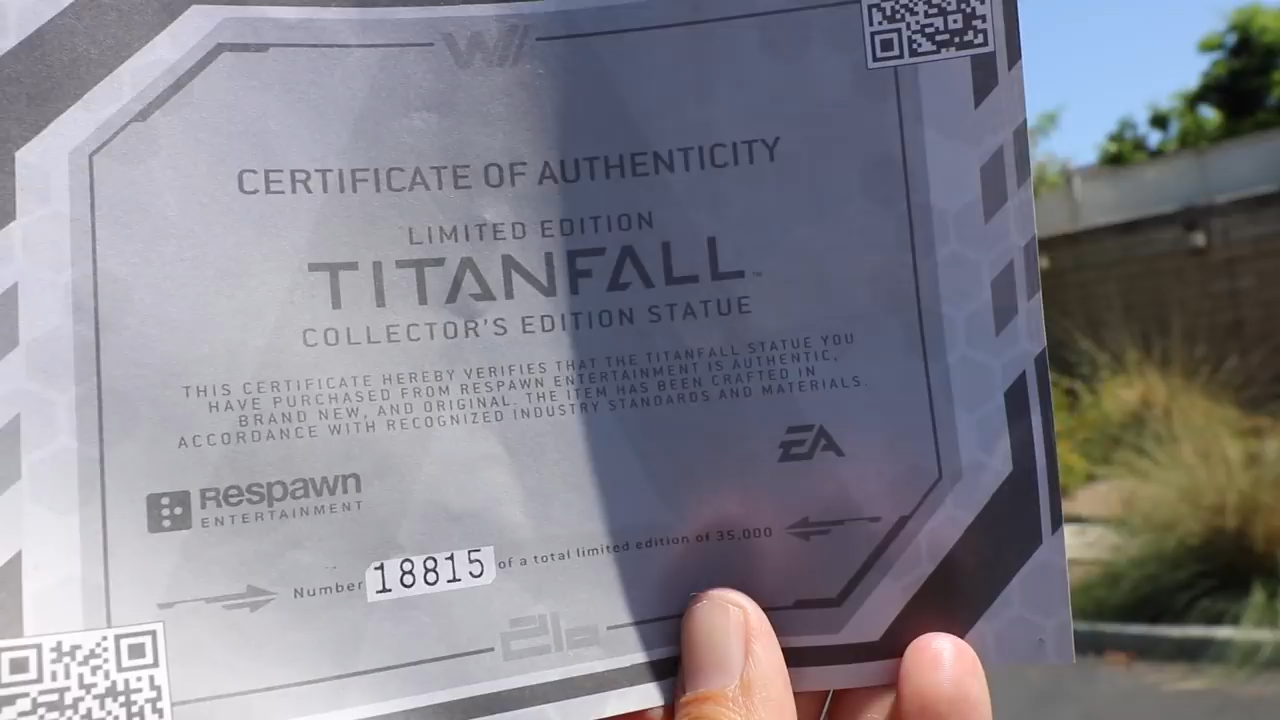 CERTIFICATE OF AUTHENTICITY
LIMITED EDITION
TITANFALL™
COLLECTOR'S EDITION STATUE
THIS CERTIFICATE HEREBY VERIFIES THAT THE TITANFALL STATUE YOU
HAVE PURCHASED FROM RESPAWN ENTERTAINMENT IS AUTHENTIC,
BRAND NEW, AND ORIGINAL. THE ITEM HAS BEEN CRAFTED IN
ACCORDANCE WITH RECOGNIZED INDUSTRY STANDARDS AND MATERIALS.
EA
Respawn
ENTERTAINMENT
Number 18815 of a total limited edition of 35,000